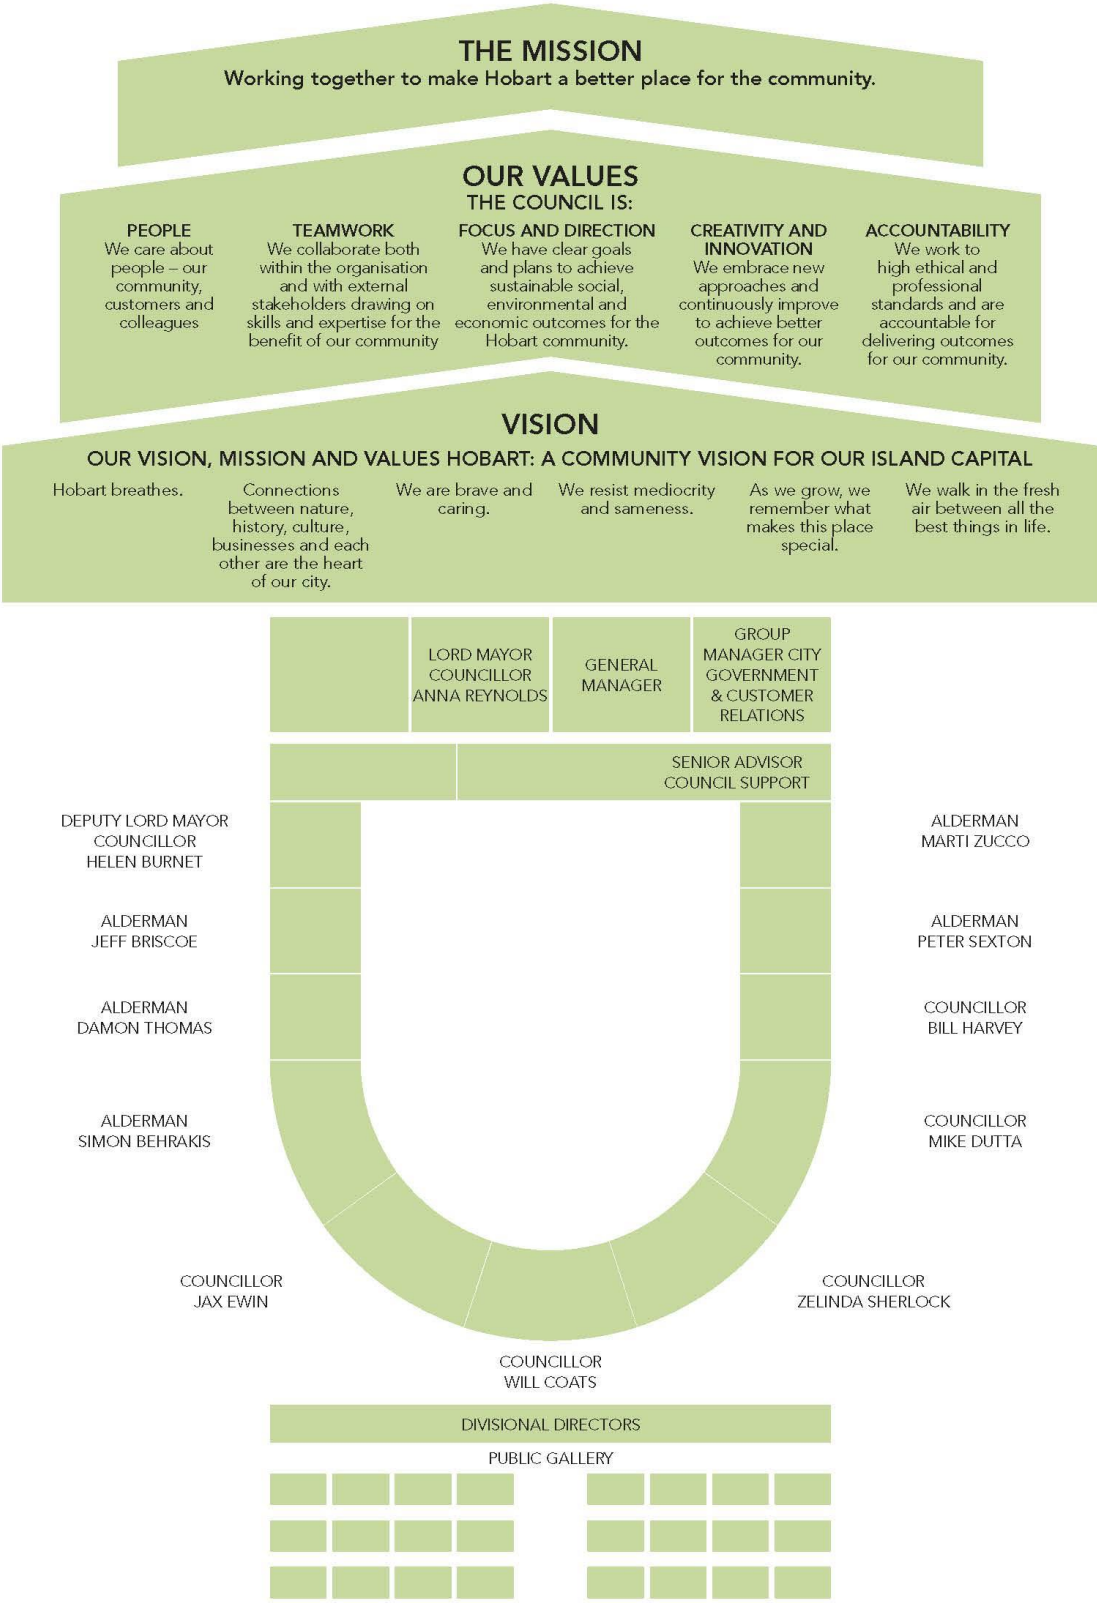 THE MISSION
Working together to make Hobart a better place for the community.
OUR VALUES
THE COUNCIL IS:
PEOPLE
We care about
people – our
community,
customers and
colleagues
TEAMWORK
We collaborate both
within the organisation
and with external
stakeholders drawing on
skills and expertise for the
benefit of our community
FOCUS AND DIRECTION
We have clear goals
and plans to achieve
sustainable social,
environmental and
economic outcomes for the
Hobart community.
CREATIVITY AND
INNOVATION
We embrace new
approaches and
continuously improve
to achieve better
outcomes for our
community.
ACCOUNTABILITY
We work to
high ethical and
professional
standards and are
accountable for
delivering outcomes
for our community.
VISION
OUR VISION, MISSION AND VALUES HOBART: A COMMUNITY VISION FOR OUR ISLAND CAPITAL
Hobart breathes.
Connections
between nature,
history, culture,
businesses and each
other are the heart
of our city.
We are brave and
caring.
We resist mediocrity
and sameness.
As we grow, we
remember what
makes this place
special.
We walk in the fresh
air between all the
best things in life.
LORD MAYOR
COUNCILLOR
ANNA REYNOLDS
GENERAL
MANAGER
GROUP
MANAGER CITY
GOVERNMENT
& CUSTOMER
RELATIONS
SENIOR ADVISOR
COUNCIL SUPPORT
DEPUTY LORD MAYOR
COUNCILLOR
HELEN BURNET
ALDERMAN
MARTI ZUCCO
ALDERMAN
JEFF BRISCOE
ALDERMAN
PETER SEXTON
ALDERMAN
DAMON THOMAS
COUNCILLOR
BILL HARVEY
ALDERMAN
SIMON BEHRAKIS
COUNCILLOR
MIKE DUTTA
COUNCILLOR
JAX EWIN
COUNCILLOR
ZELINDA SHERLOCK
COUNCILLOR
WILL COATS
DIVISIONAL DIRECTORS
PUBLIC GALLERY